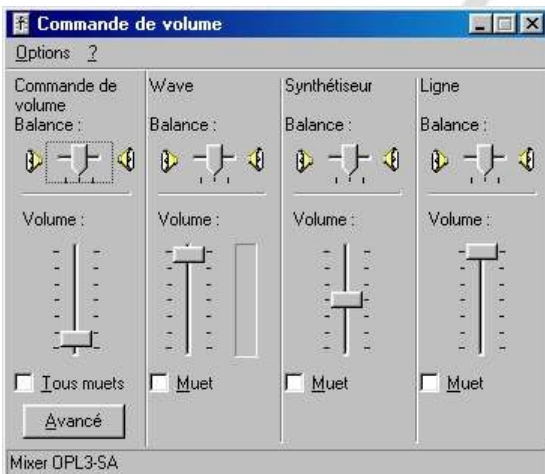 Commande de volume
Options ?
Commande de
volume
Balance :
Volume :
Tous muets
Avancé
Wave
Balance :
Volume :
Muet
Synthétiseur
Balance :
Volume :
Muet
Ligne
Balance :
Volume :
Muet
Mixer OPL3-SA